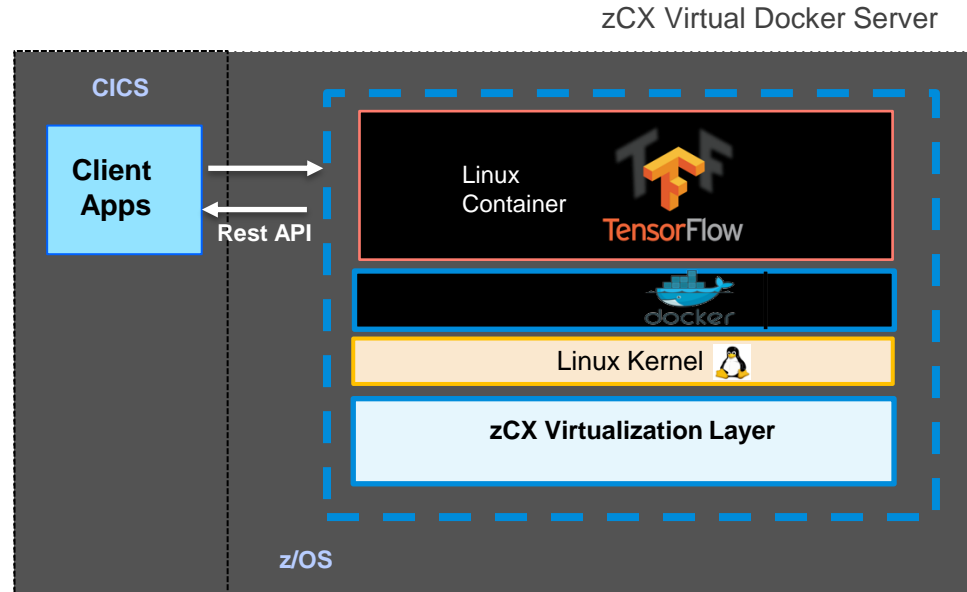 zCX Virtual Docker Server
CICS
Client
Apps
Rest API
Linux
Container
TensorFlow
docker
Linux Kernel
zCX Virtualization Layer
z/OS